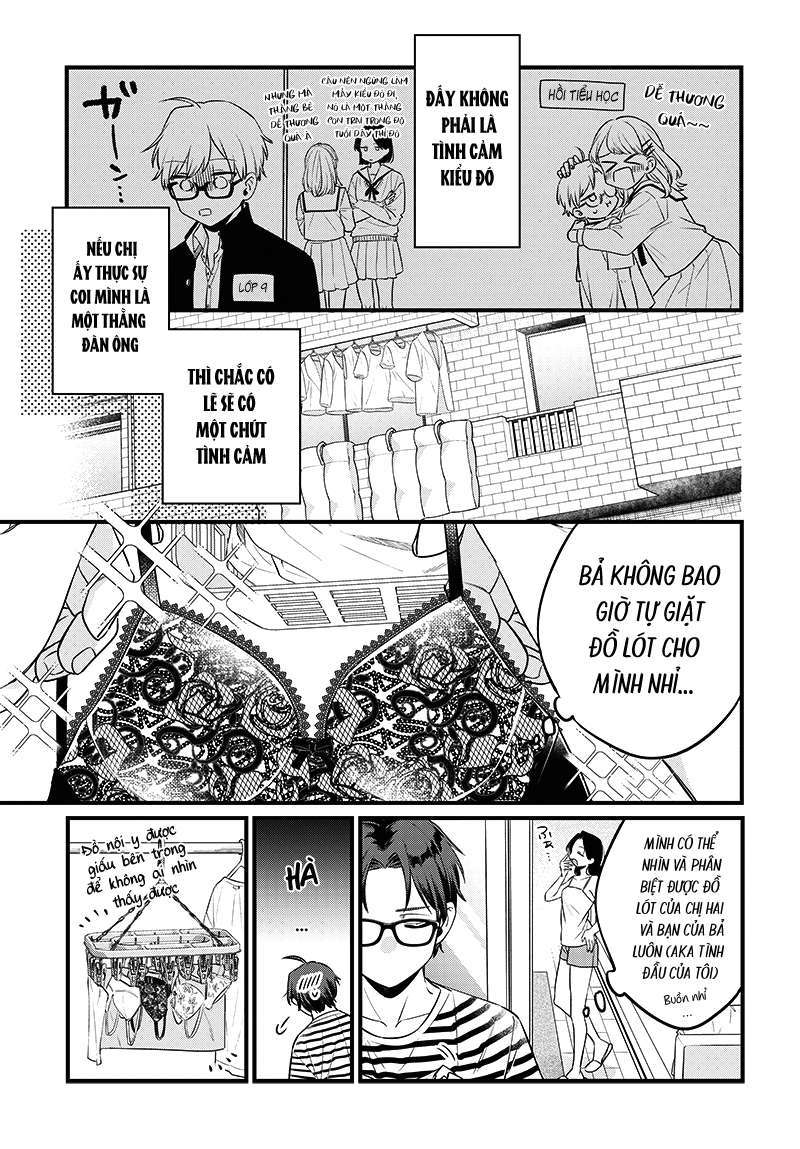 ĐẤY KHÔNG
PHẢI LÀ
TÌNH CẢM
KIỂU ĐÓ
HỒI TIỂU HỌC
DỄ THƯƠNG
QUÁ~~
CẬU NÊN NGỪNG LÀM
MẤY KIỂU ĐÓ ĐI,
NÓ LÀ MỘT THẰNG
CON TRAI TRONG ĐỘ
TUỔI DẬY THÌ ĐÓ
NHƯNG MÀ
THẰNG BÉ
DỄ THƯƠNG
QUÁ À
ガーン…
LỚP 9
NẾU CHỊ
ẤY THỰC SỰ
COI MÌNH LÀ
MỘT THẰNG
ĐÀN ÔNG
THÌ CHẮC CÓ
LẼ SẼ CÓ
MỘT CHÚT
TÌNH CẢM
BẢ KHÔNG BAO
GIỜ TỰ GIẶT
ĐỒ LÓT CHO
MÌNH NHỈ...
Đồ nội y được
giấu bên trong
để không ai nhìn
thấy được
HÀ
...
MÌNH CÓ THỂ
NHÌN VÀ PHÂN
BIỆT ĐƯỢC ĐỒ
LÓT CỦA CHỊ HAI
VÀ BẠN CỦA BẢ
LUÔN (AKA TÌNH
ĐẦU CỦA TÔI)
Buồn nhỉ
...